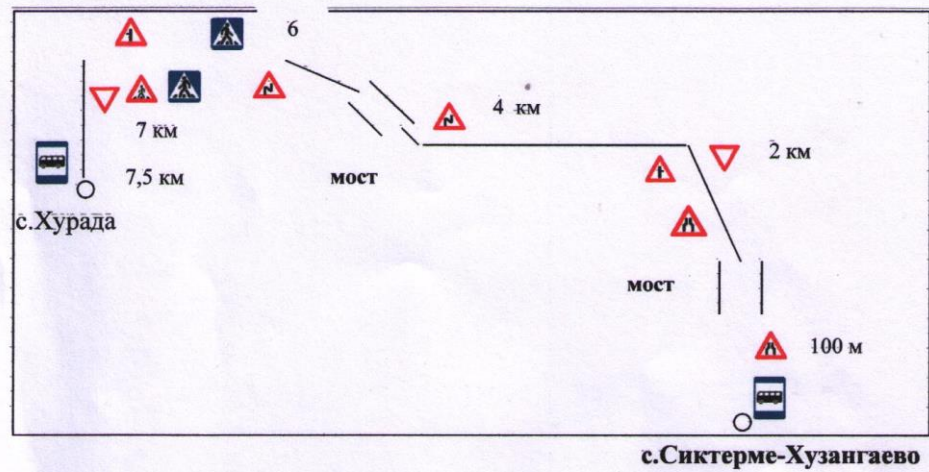 6
4 км
7 км
2 км
7,5 км
мост
с.Хурада
мост
100 м
с.Сиктерме-Хузангаево